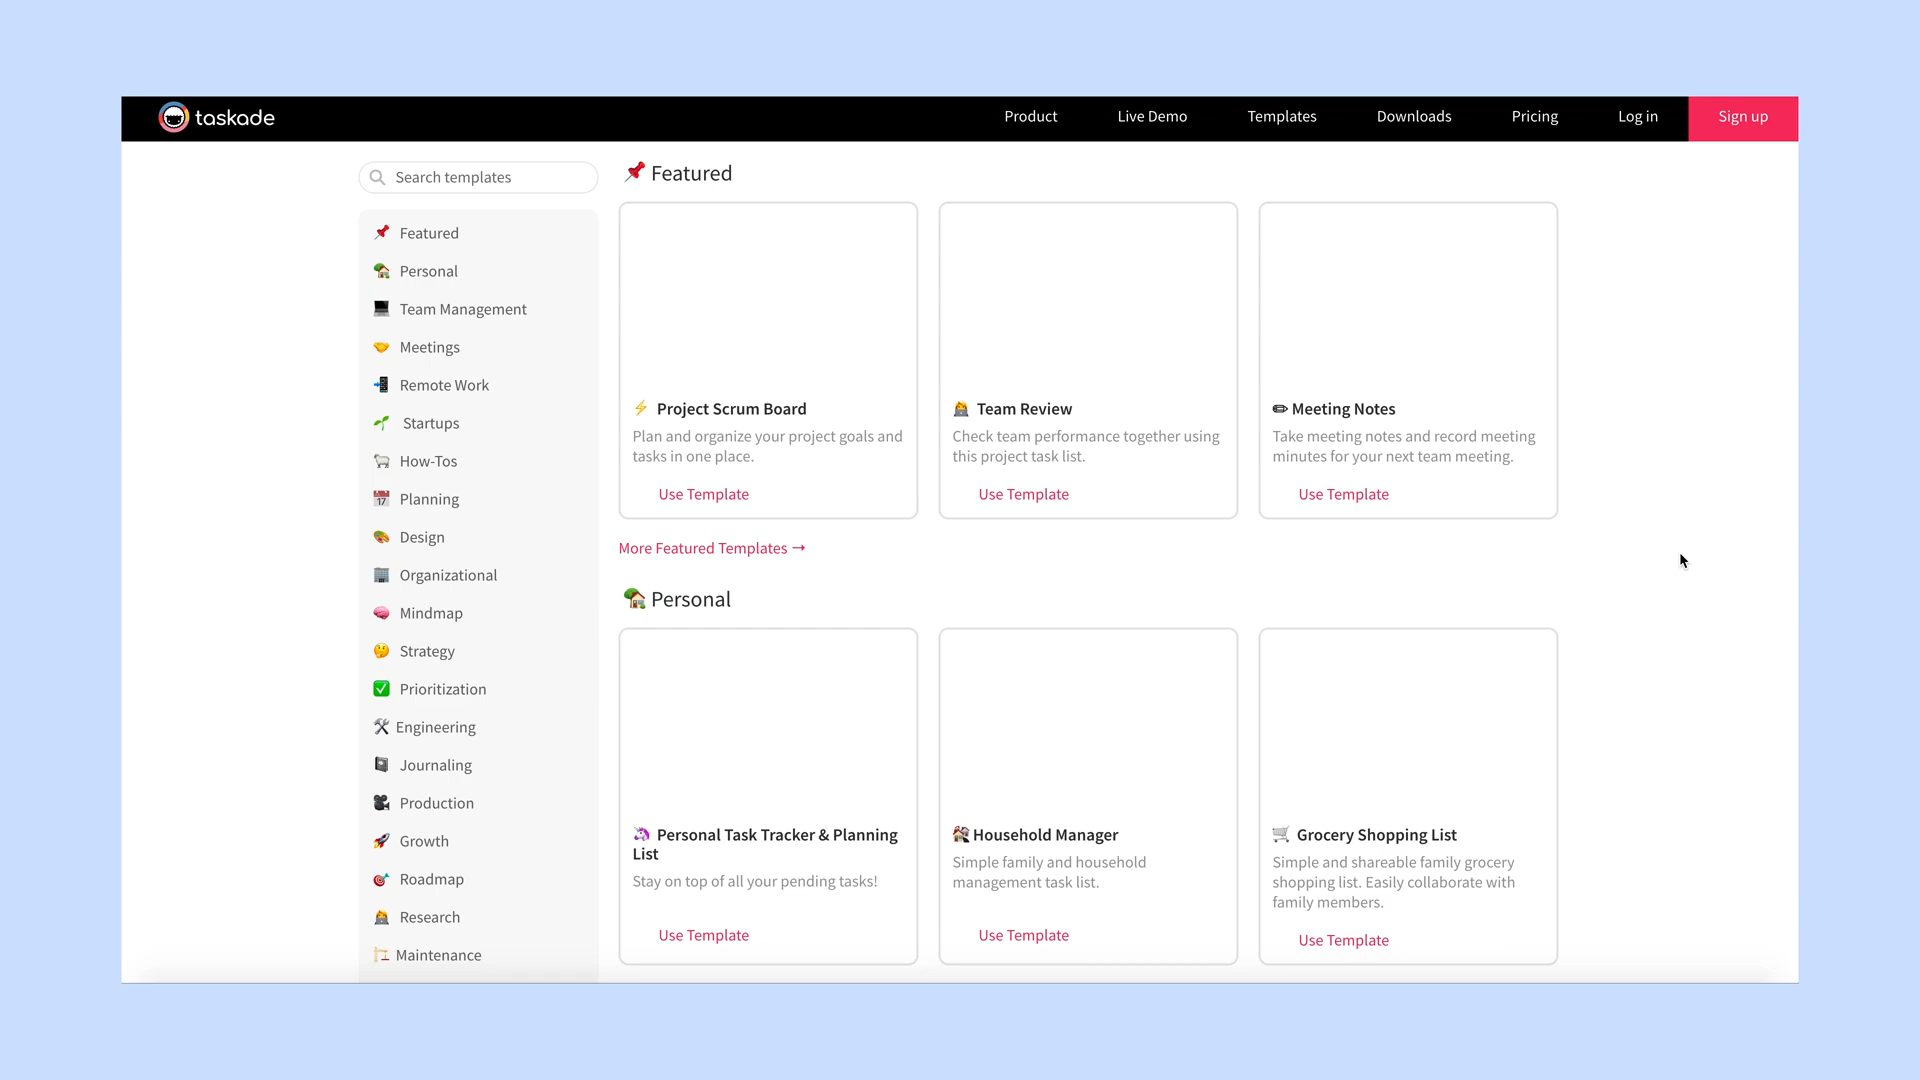 taskade
Product
Live Demo
Templates
Downloads
Pricing
Log in
Sign up
Search templates
Featured
Personal
Team Management
Meetings
Remote Work
Startups
How-Tos
Planning
Design
Organizational
Mindmap
Strategy
Prioritization
Engineering
Journaling
Production
Growth
Roadmap
Research
Maintenance
Featured
Project Scrum Board
Plan and organize your project goals and
tasks in one place.
Use Template
Team Review
Check team performance together using
this project task list.
Use Template
Meeting Notes
Take meeting notes and record meeting
minutes for your next team meeting.
Use Template
More Featured Templates →
Personal
Personal Task Tracker & Planning
List
Stay on top of all your pending tasks!
Use Template
Household Manager
Simple family and household
management task list.
Use Template
Grocery Shopping List
Simple and shareable family grocery
shopping list. Easily collaborate with
family members.
Use Template